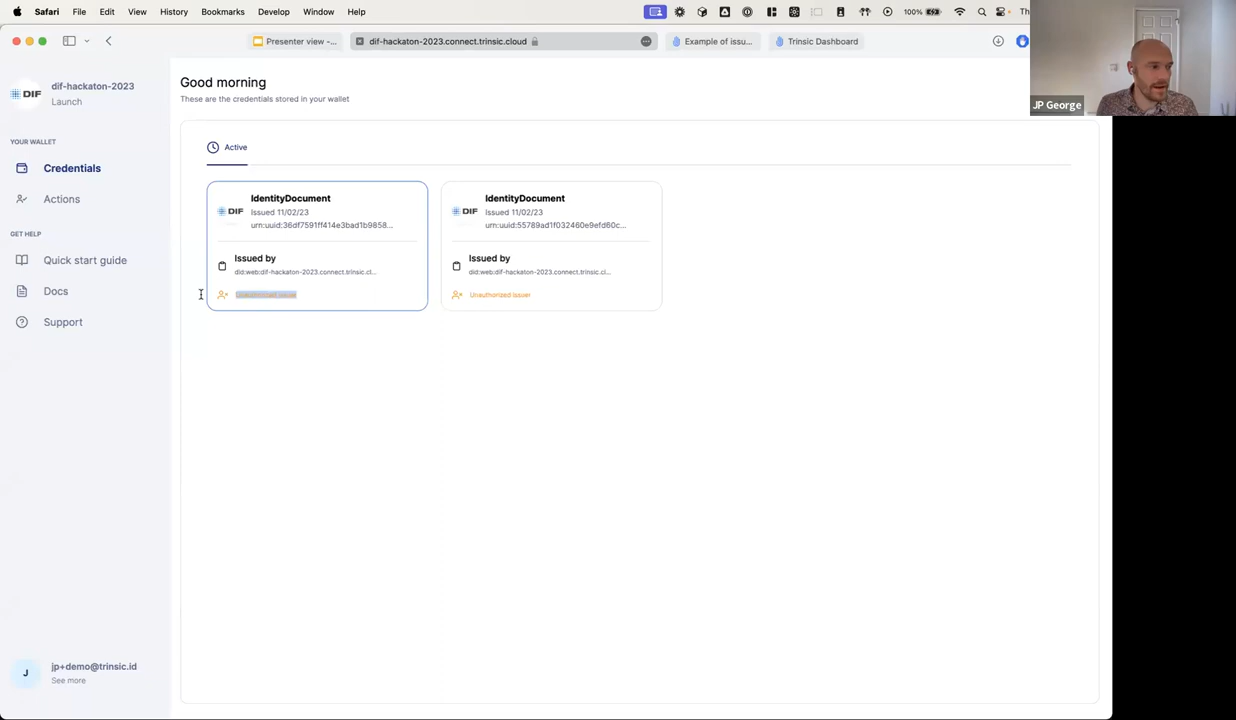 Safari File Edit View History Bookmarks Develop Window Help 100% Th
Presenter view -... dif-hackaton-2023.connect.trinsic.cloud Example of issu... Trinsic Dashboard
JP George
DIF
dif-hackaton-2023
Launch
YOUR WALLET
Credentials
Actions
GET HELP
Quick start guide
Docs
Support
J
jp+demo@trinsic.id
See more
Good morning
These are the credentials stored in your wallet
Active
DIF
IdentityDocument
Issued 11/02/23
urn:uuid:36df7591ff414e3bad1b9858...
Issued by
did:web:dif-hackaton-2023.connect.trinsic.cl...
Unauthorized issuer
DIF
IdentityDocument
Issued 11/02/23
urn:uuid:55789ad1f032460e9efd60c...
Issued by
did:web:dif-hackaton-2023.connect.trinsic.cl...
Unauthorized issuer